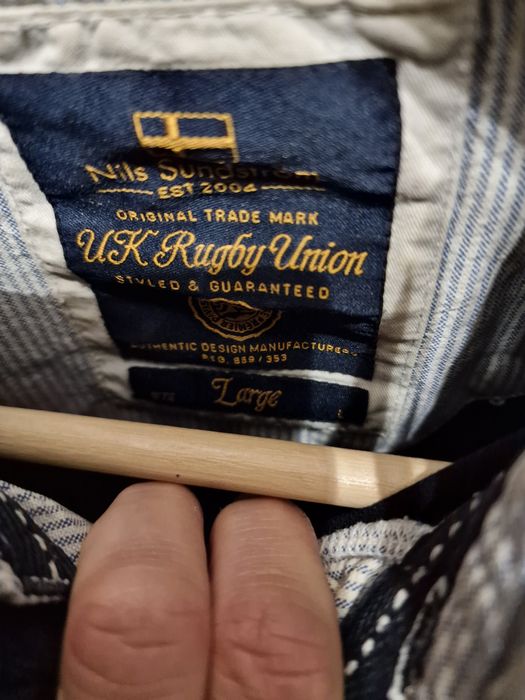 Nils Sundström
EST 2004
ORIGINAL TRADE MARK
UK Rugby Union
STYLED & GUARANTEED
AUTHENTIC DESIGN MANUFACTURERS
REG. 859 / 353
Large
L